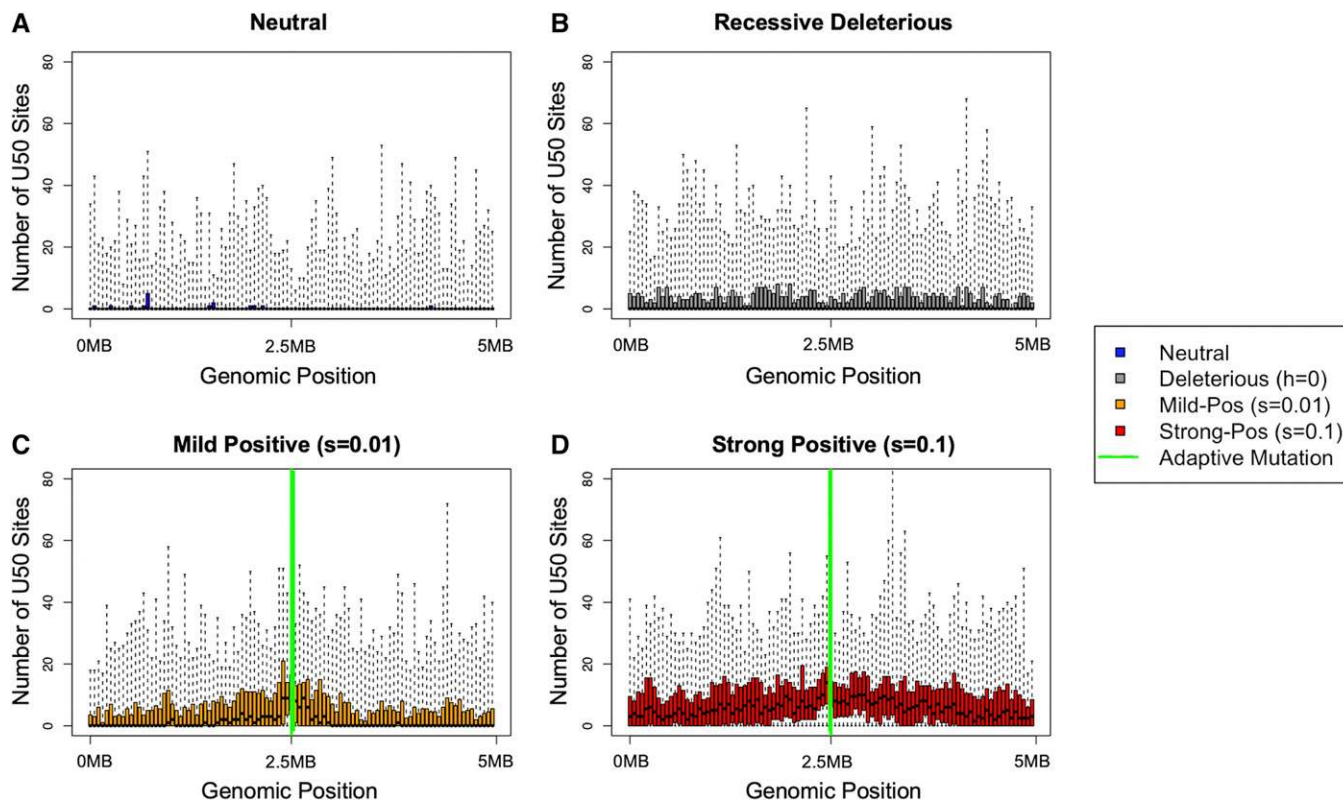 A
Neutral
Number of U50 Sites
80
60
40
20
0
0MB
2.5MB
5MB
Genomic Position
B
Recessive Deleterious
Number of U50 Sites
80
60
40
20
0
0MB
2.5MB
5MB
Genomic Position
Neutral
Deleterious (h=0)
Mild-Pos (s=0.01)
Strong-Pos (s=0.1)
Adaptive Mutation
C
Mild Positive (s=0.01)
Number of U50 Sites
80
60
40
20
0
0MB
2.5MB
5MB
Genomic Position
D
Strong Positive (s=0.1)
Number of U50 Sites
80
60
40
20
0
0MB
2.5MB
5MB
Genomic Position